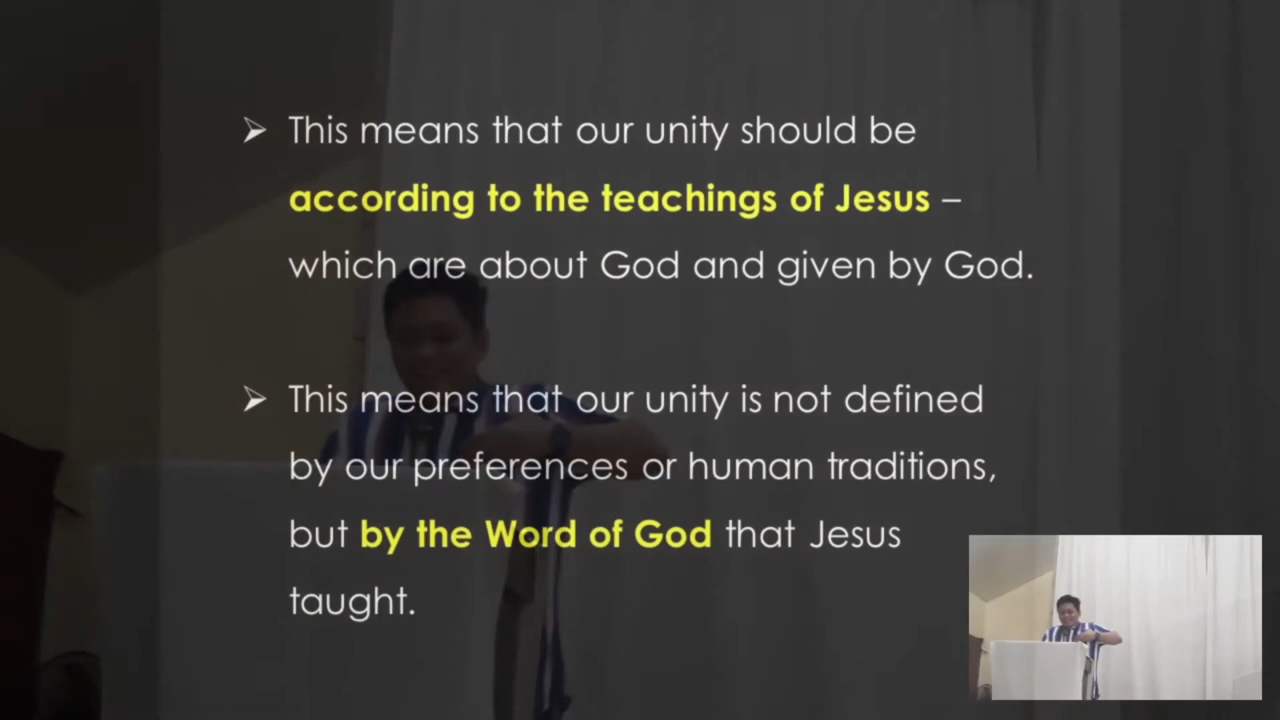 ➢ This means that our unity should be
according to the teachings of Jesus –
which are about God and given by God.
➢ This means that our unity is not defined
by our preferences or human traditions,
but by the Word of God that Jesus
taught.